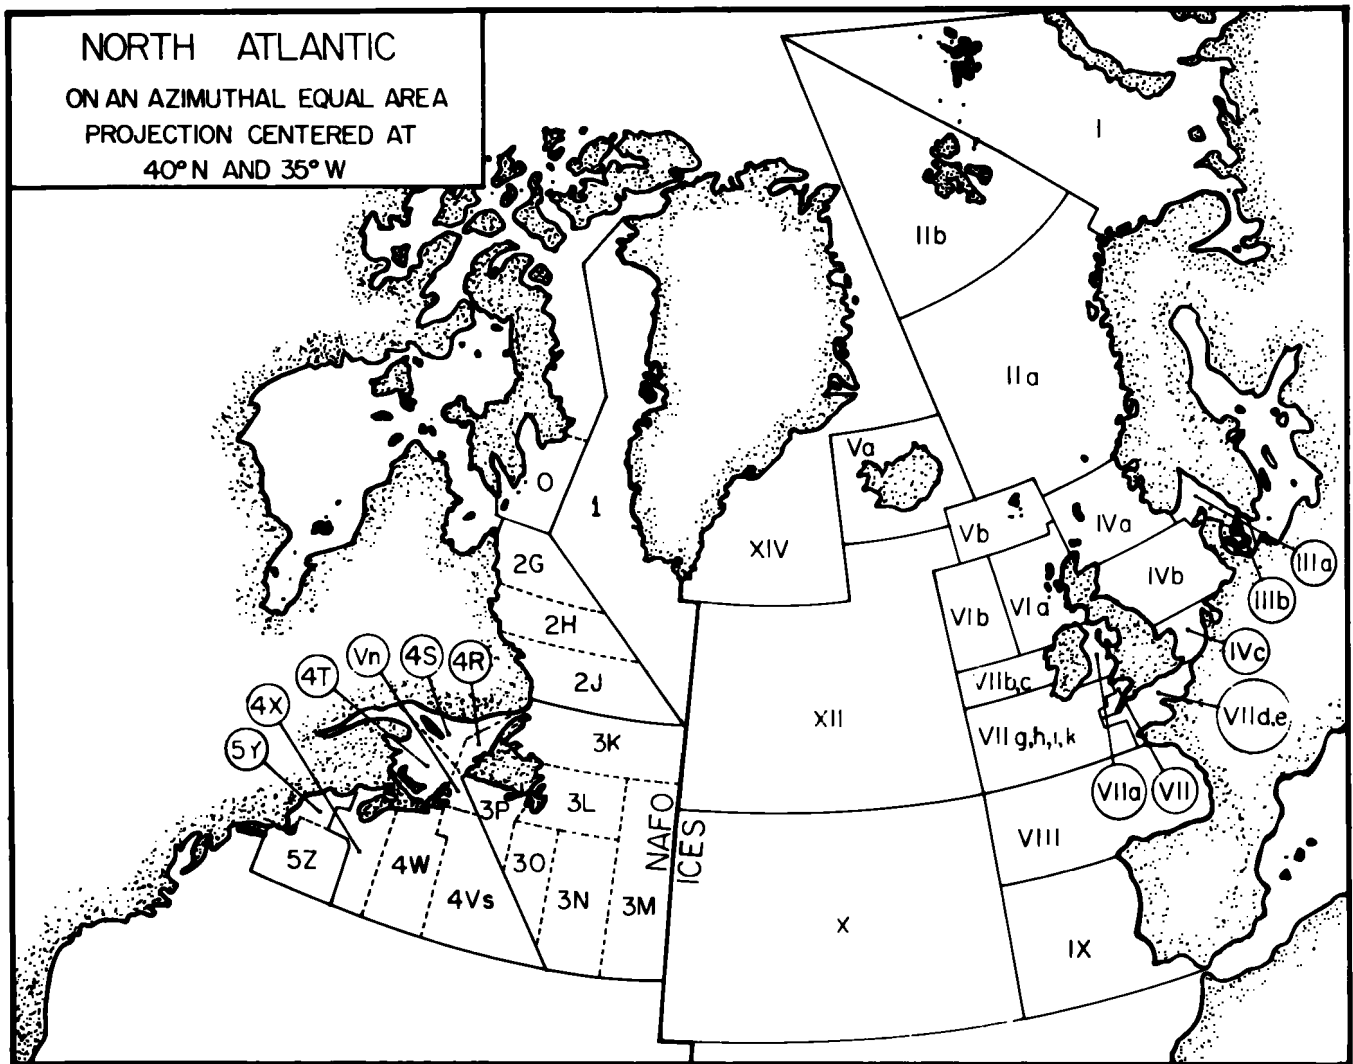 NORTH ATLANTIC
ON AN AZIMUTHAL EQUAL AREA
PROJECTION CENTERED AT
40° N AND 35° W
I
IIb
IIa
Va
O
1
XIV
Vb
IVa
IIIa
2G
IVb
IIIb
VIb
VIa
2H
IVc
4T
Vn
4S
4R
2J
VIIb,c
4X
XII
VIId.e
5Y
3K
VII g,h,i,k
VIIa
VII
3P
3L
NAFO
ICES
VIII
5Z
4W
3O
4Vs
3N
3M
X
IX